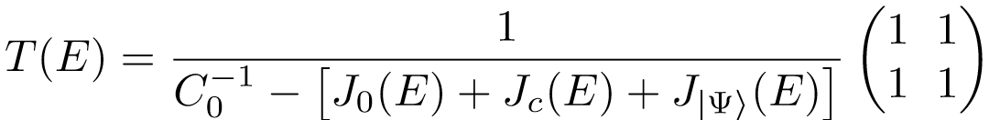 $T(E) = \frac{1}{C_0^{-1} - \left[ J_0(E) + J_c(E) + J_{|\Psi\rangle}(E) \right]} \begin{pmatrix} 1 & 1 \\ 1 & 1 \end{pmatrix}$